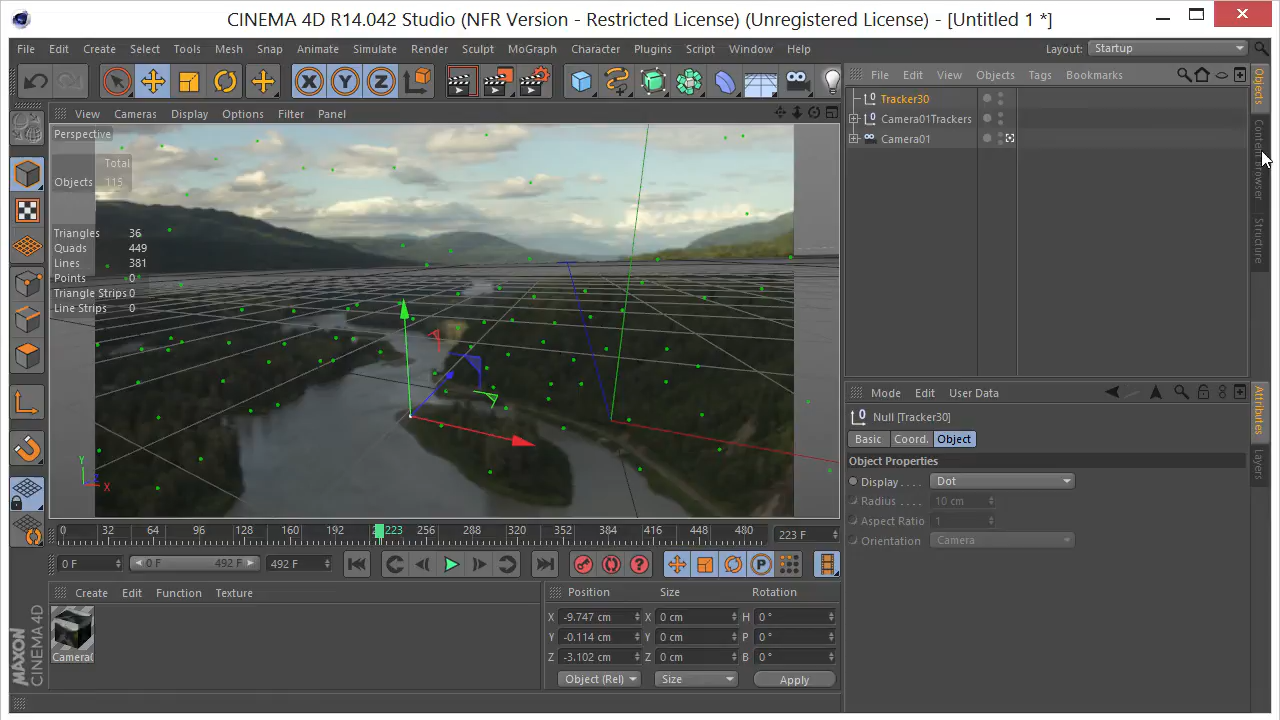 CINEMA 4D R14.042 Studio (NFR Version - Restricted License) (Unregistered License) - [Untitled 1 *]
File Edit Create Select Tools Mesh Snap Animate Simulate Render Sculpt MoGraph Character Plugins Script Window Help
Layout: Startup
File Edit View Objects Tags Bookmarks
View Cameras Display Options Filter Panel
Perspective
Total
Objects 115
Triangles 36
Quads 449
Lines 381
Points 0
Triangle Strips 0
Line Strips 0
Y
Z
X
Tracker30
Camera01Trackers
Camera01
Objects
Content Browser
Structure
Mode Edit User Data
Null [Tracker30]
Basic Coord. Object
Object Properties
Display . . . . Dot
Radius . . . . 10 cm
Aspect Ratio 1
Orientation Camera
Attributes
Layers
0 32 64 96 128 160 192 223 256 288 320 352 384 416 448 480
223 F
0 F 0 F 492 F 492 F
Create Edit Function Texture
Camera0
Position Size Rotation
X -9.747 cm X 0 cm H 0 °
Y -0.114 cm Y 0 cm P 0 °
Z -3.102 cm Z 0 cm B 0 °
Object (Rel) Size Apply
MAXON
CINEMA 4D